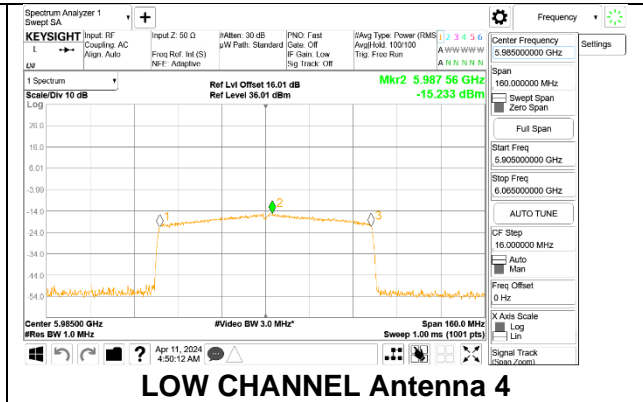 Spectrum Analyzer 1
Swept SA
+
Frequency
KEYSIGHT
Input: RF
Coupling: AC
Align: Auto
Input Z: 50 Ω
Freq Ref: Int (S)
NFE: Adaptive
#Atten: 30 dB
µW Path: Standard
PNO: Fast
Gate: Off
IF Gain: Low
Sig Track: Off
#Avg Type: Power (RMS
Avg|Hold: 100/100
Trig: Free Run
1 2 3 4 5 6
A W W W W W
A N N N N N
L
Center Frequency
5.985000000 GHz
Settings
Span
160.000000 MHz
Swept Span
Zero Span
Full Span
Start Freq
5.905000000 GHz
Stop Freq
6.065000000 GHz
AUTO TUNE
CF Step
16.000000 MHz
Auto
Man
Freq Offset
0 Hz
X Axis Scale
Log
Lin
Signal Track
(Span Zoom)
1 Spectrum
Scale/Div 10 dB
Log
Ref Lvl Offset 16.01 dB
Ref Level 36.01 dBm
Mkr2 5.987 56 GHz
-15.233 dBm
26.0
16.0
6.01
-3.99
-14.0
-24.0
-34.0
-44.0
-54.0
1
2
3
Center 5.98500 GHz
#Res BW 1.0 MHz
#Video BW 3.0 MHz*
Span 160.0 MHz
Sweep 1.00 ms (1001 pts)
?
Apr 11, 2024
4:50:12 AM
LOW CHANNEL Antenna 4